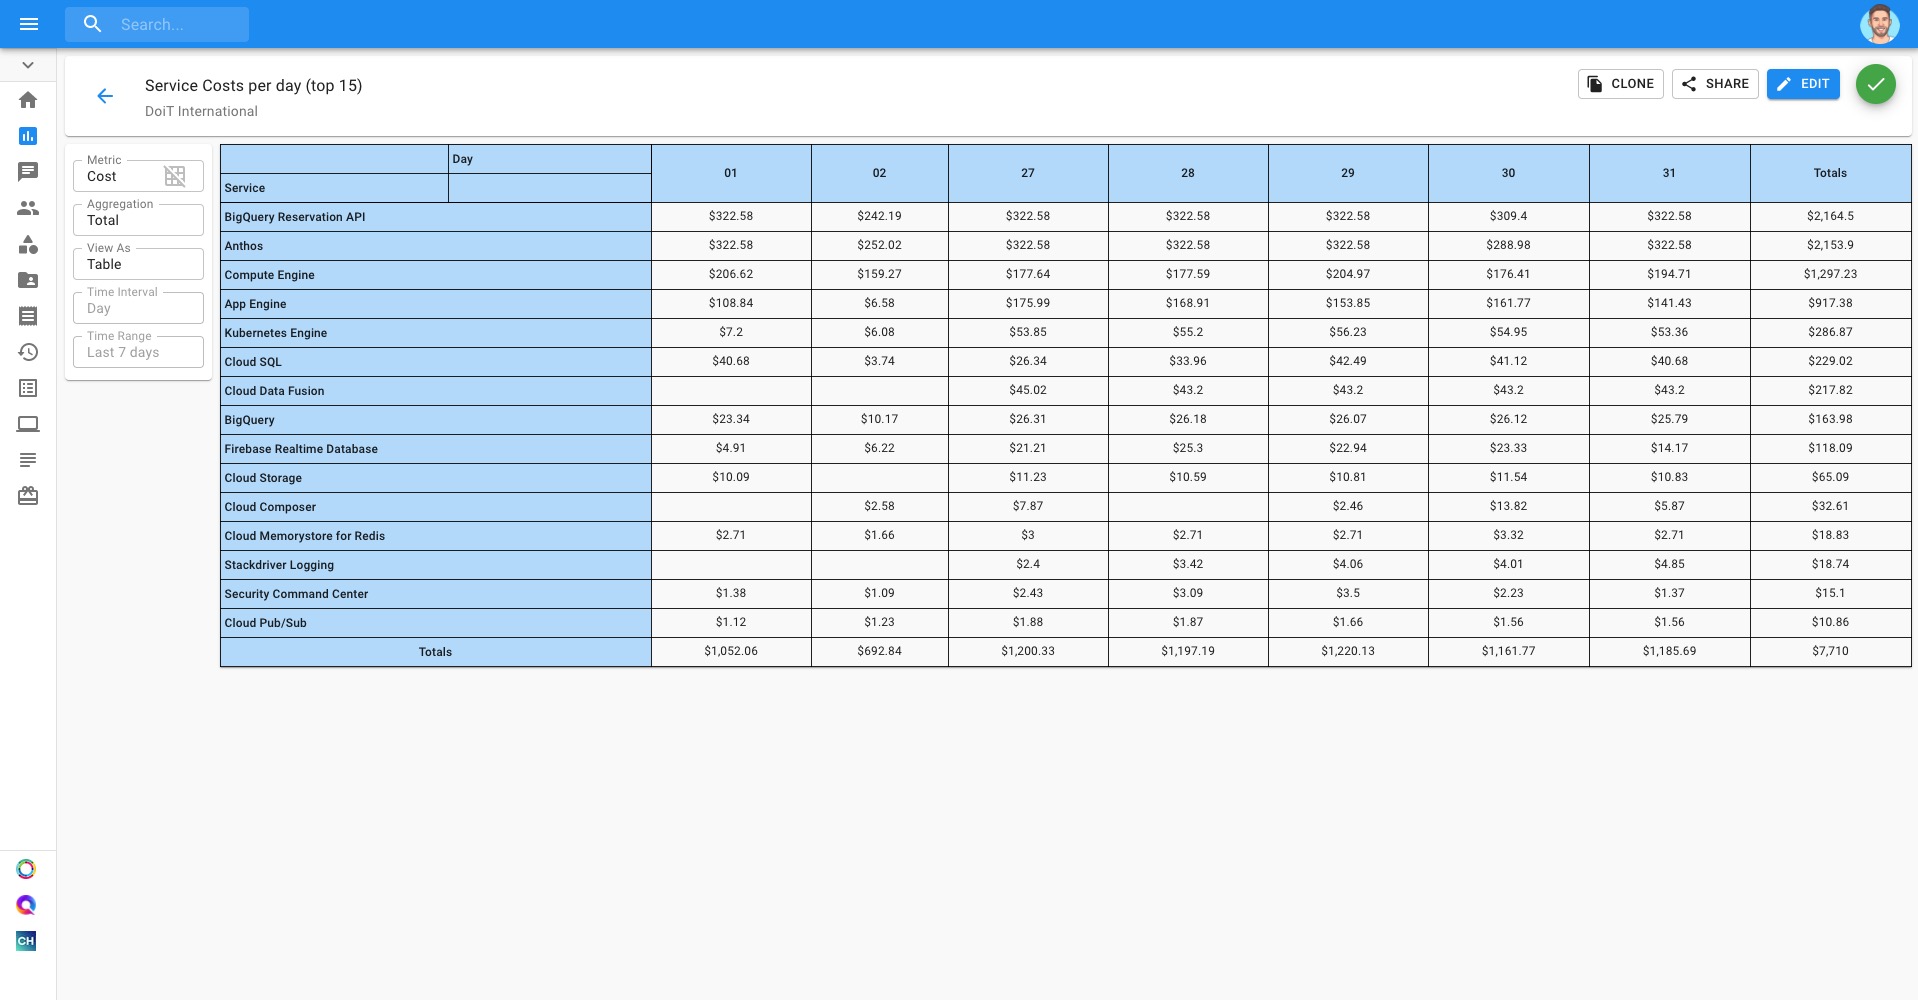 Search...
Service Costs per day (top 15)
DoiT International
CLONE SHARE EDIT
Metric
Cost
Aggregation
Total
View As
Table
Time Interval
Day
Time Range
Last 7 days
Day
Service
01 02 27 28 29 30 31 Totals
BigQuery Reservation API $322.58 $242.19 $322.58 $322.58 $322.58 $309.4 $322.58 $2,164.5
Anthos $322.58 $252.02 $322.58 $322.58 $322.58 $288.98 $322.58 $2,153.9
Compute Engine $206.62 $159.27 $177.64 $177.59 $204.97 $176.41 $194.71 $1,297.23
App Engine $108.84 $6.58 $175.99 $168.91 $153.85 $161.77 $141.43 $917.38
Kubernetes Engine $7.2 $6.08 $53.85 $55.2 $56.23 $54.95 $53.36 $286.87
Cloud SQL $40.68 $3.74 $26.34 $33.96 $42.49 $41.12 $40.68 $229.02
Cloud Data Fusion $45.02 $43.2 $43.2 $43.2 $43.2 $217.82
BigQuery $23.34 $10.17 $26.31 $26.18 $26.07 $26.12 $25.79 $163.98
Firebase Realtime Database $4.91 $6.22 $21.21 $25.3 $22.94 $23.33 $14.17 $118.09
Cloud Storage $10.09 $11.23 $10.59 $10.81 $11.54 $10.83 $65.09
Cloud Composer $2.58 $7.87 $2.46 $13.82 $5.87 $32.61
Cloud Memorystore for Redis $2.71 $1.66 $3 $2.71 $2.71 $3.32 $2.71 $18.83
Stackdriver Logging $2.4 $3.42 $4.06 $4.01 $4.85 $18.74
Security Command Center $1.38 $1.09 $2.43 $3.09 $3.5 $2.23 $1.37 $15.1
Cloud Pub/Sub $1.12 $1.23 $1.88 $1.87 $1.66 $1.56 $1.56 $10.86
Totals $1,052.06 $692.84 $1,200.33 $1,197.19 $1,220.13 $1,161.77 $1,185.69 $7,710
CH